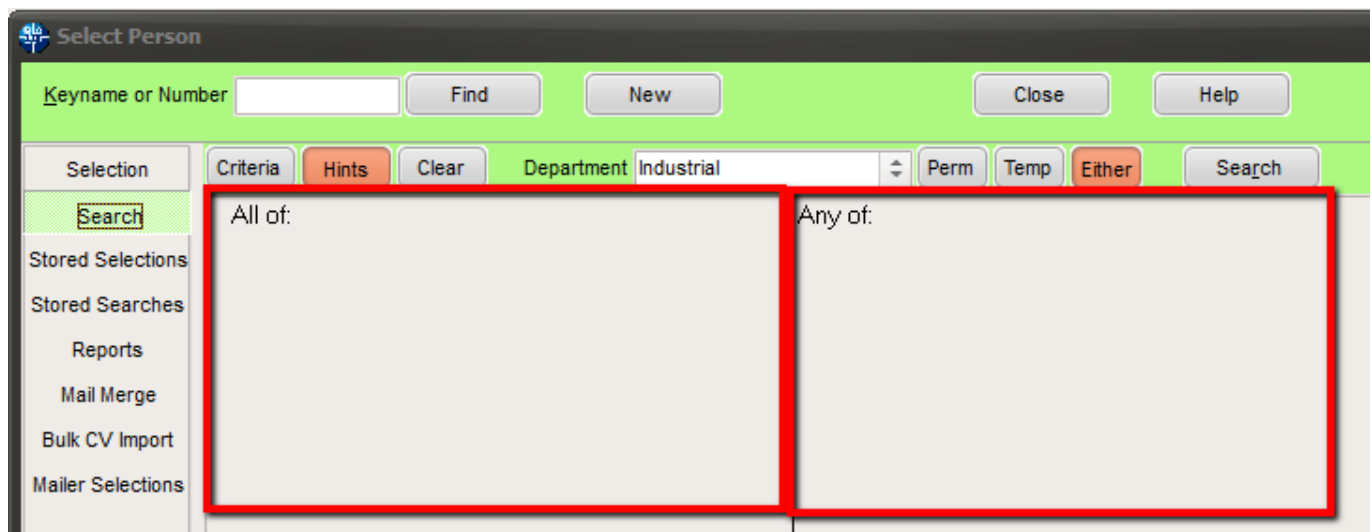 Select Person
Keyname or Number Find New Close Help
Selection Criteria Hints Clear Department Industrial Perm Temp Either Search
Search All of: Any of:
Stored Selections
Stored Searches
Reports
Mail Merge
Bulk CV Import
Mailer Selections